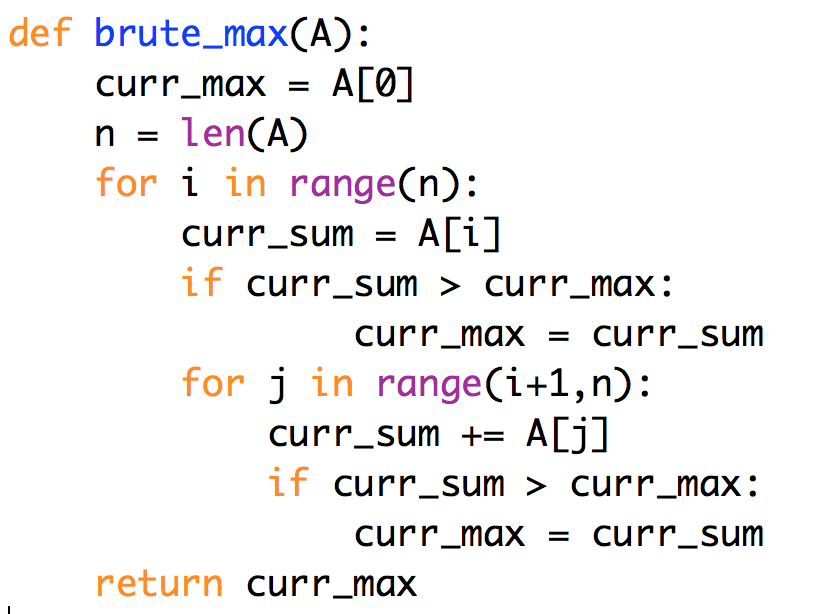 def brute_max(A):
    curr_max = A[0]
    n = len(A)
    for i in range(n):
        curr_sum = A[i]
        if curr_sum > curr_max:
                curr_max = curr_sum
        for j in range(i+1,n):
            curr_sum += A[j]
            if curr_sum > curr_max:
                curr_max = curr_sum
    return curr_max